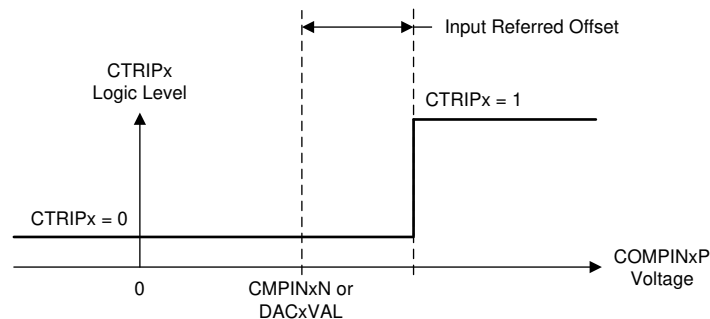 Input Referred Offset
CTRIPx
Logic Level
CTRIPx = 1
CTRIPx = 0
COMPINxP
Voltage
0
CMPINxN or
DACxVAL